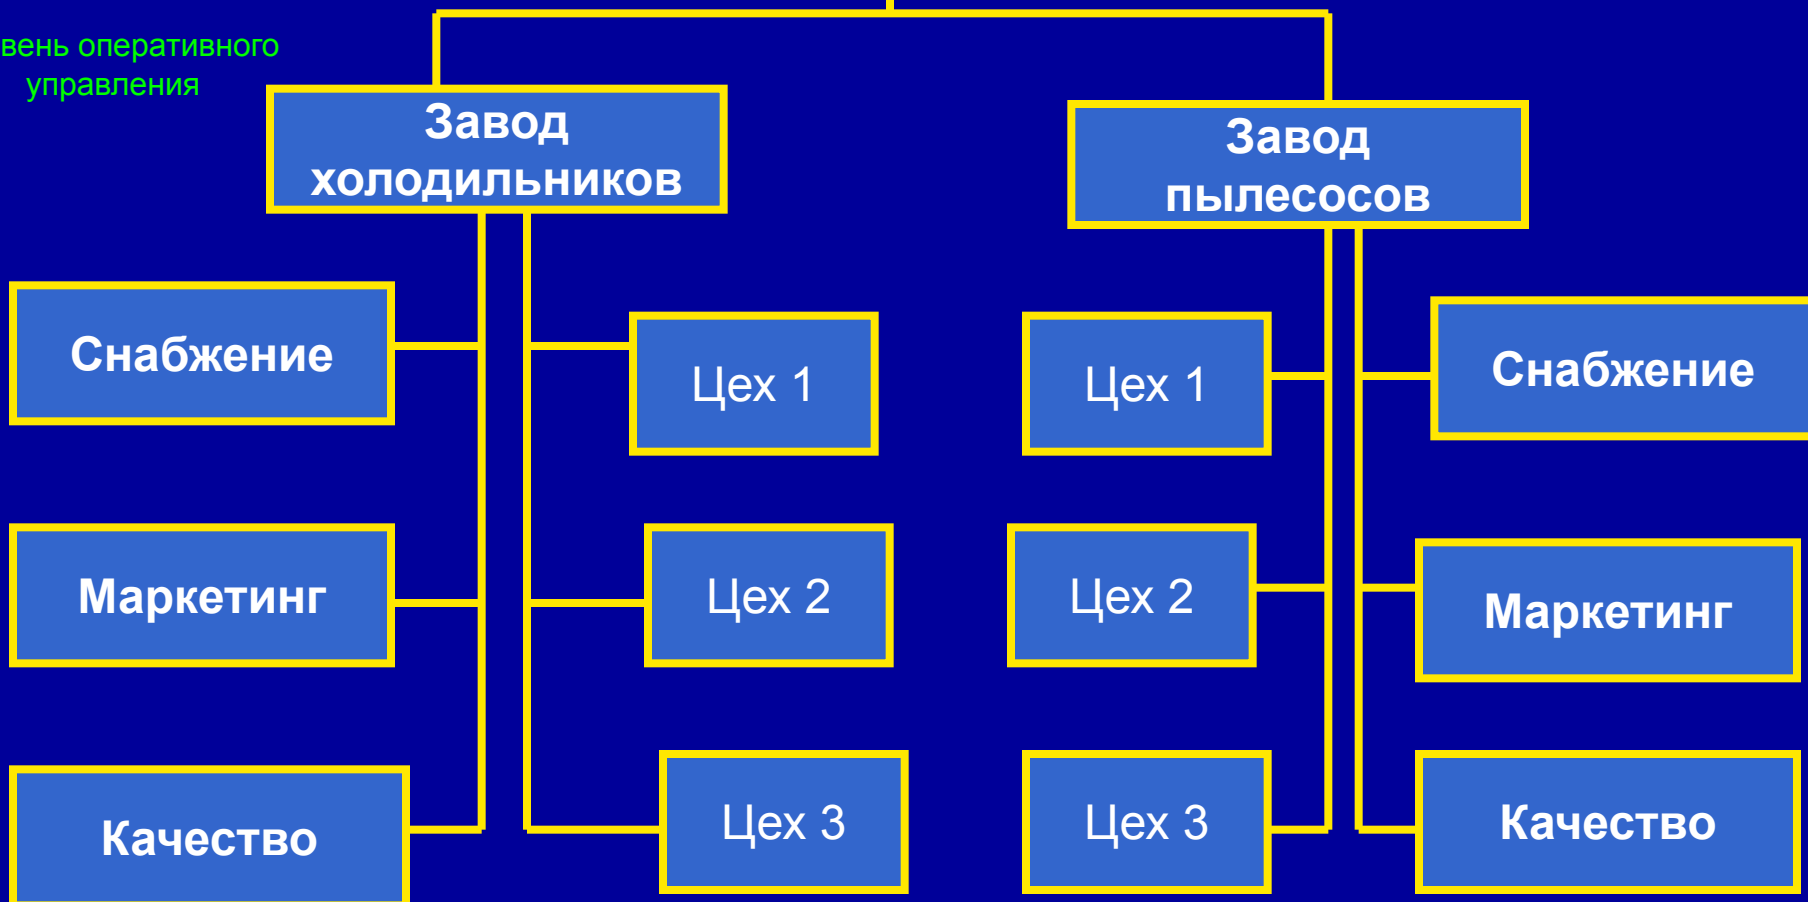 вень оперативного
управления
Завод
холодильников
Завод
пылесосов
Снабжение
Цех 1
Цех 1
Снабжение
Маркетинг
Цех 2
Цех 2
Маркетинг
Качество
Цех 3
Цех 3
Качество